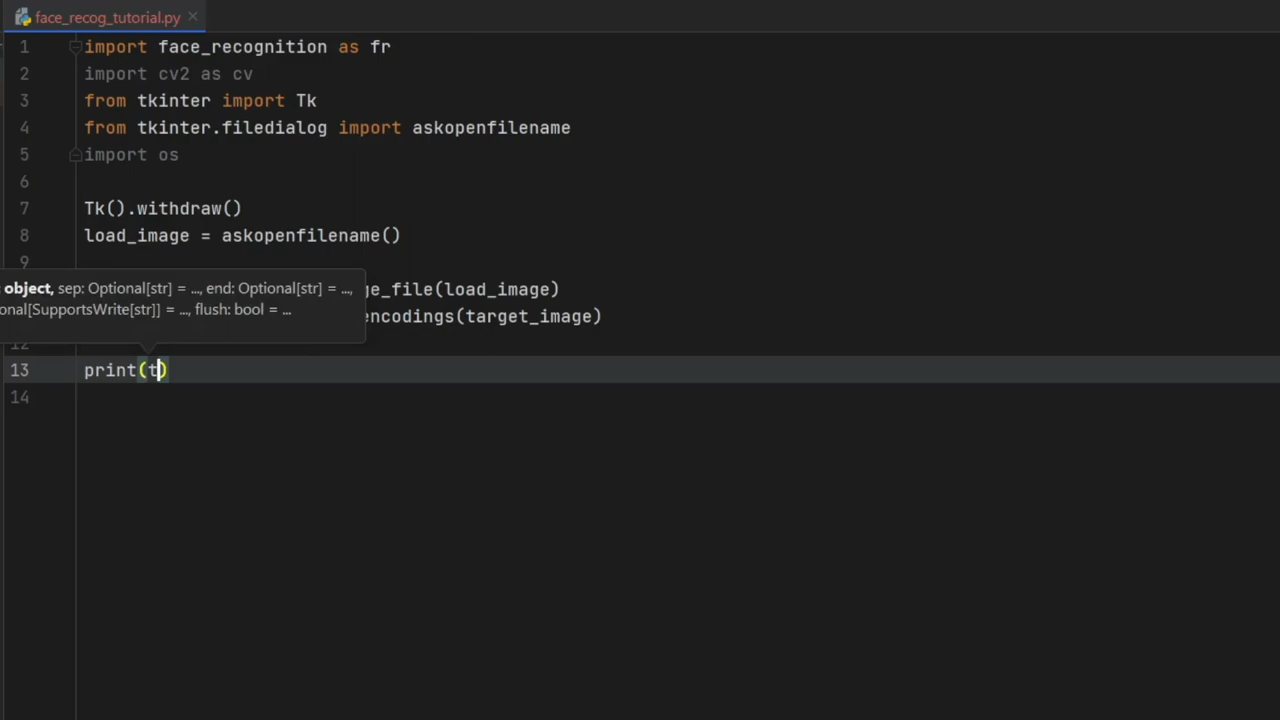 face_recog_tutorial.py
1 import face_recognition as fr
2 import cv2 as cv
3 from tkinter import Tk
4 from tkinter.filedialog import askopenfilename
5 import os
6
7 Tk().withdraw()
8 load_image = askopenfilename()
9
: object, sep: Optional[str] = ..., end: Optional[str] = ...,
onal[SupportsWrite[str]] = ..., flush: bool = ...
ge_file(load_image)
encodings(target_image)
12
13 print(t)
14